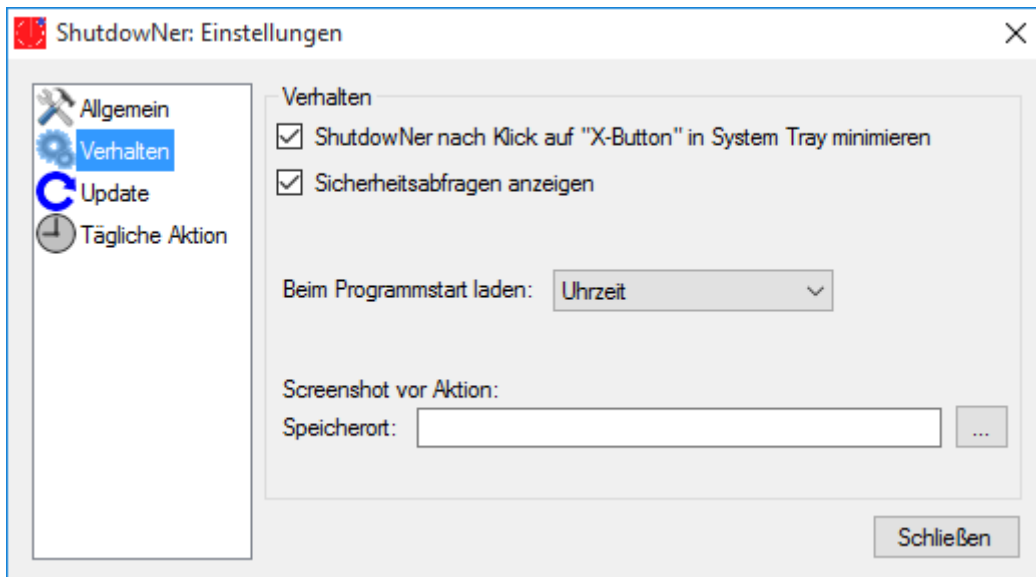 ShutdowNer: Einstellungen
Allgemein
Verhalten
Update
Tägliche Aktion
Verhalten
ShutdowNer nach Klick auf "X-Button" in System Tray minimieren
Sicherheitsabfragen anzeigen
Beim Programmstart laden: Uhrzeit
Screenshot vor Aktion:
Speicherort: ...
Schließen